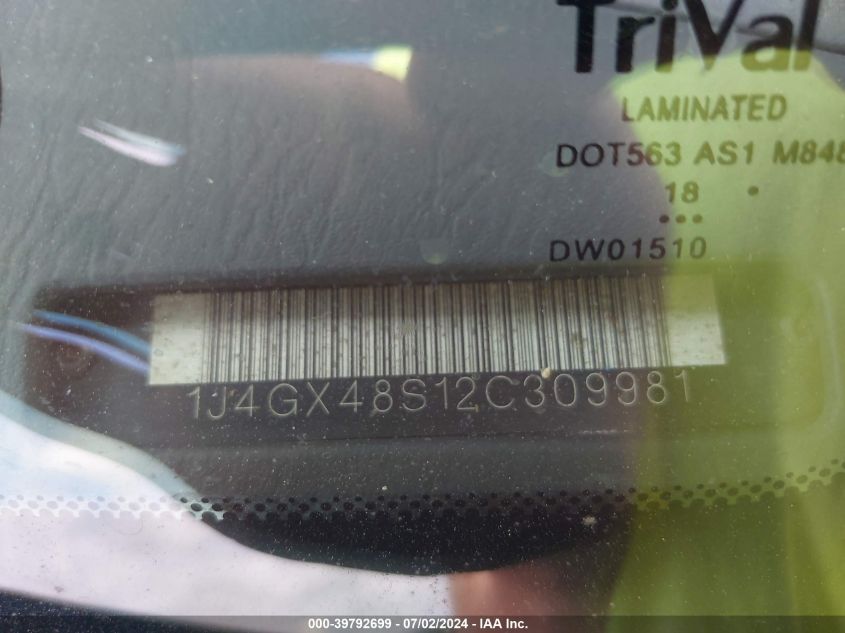 TriVal
LAMINATED
DOT563 AS1 M848
18
DW01510
1J4GX48S12C309981
000-39792699 - 07/02/2024 - IAA Inc.